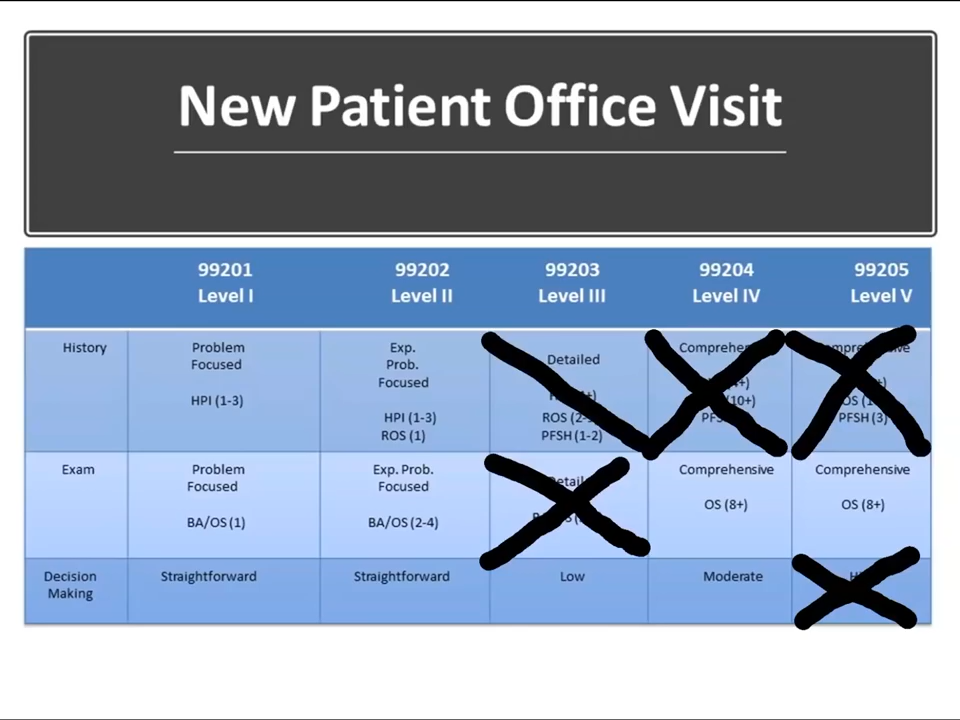 New Patient Office Visit
99201 99202 99203 99204 99205
Level I Level II Level III Level IV Level V
History Problem Exp. Detailed
Focused Prob.
Focused
HPI (1-3)
HPI (1-3) ROS
ROS (1) PFSH (1-2) PFSH (3)
Exam Problem Exp. Prob. Comprehensive Comprehensive
Focused Focused
OS (8+) OS (8+)
BA/OS (1) BA/OS (2-4)
Decision Straightforward Straightforward Low Moderate
Making